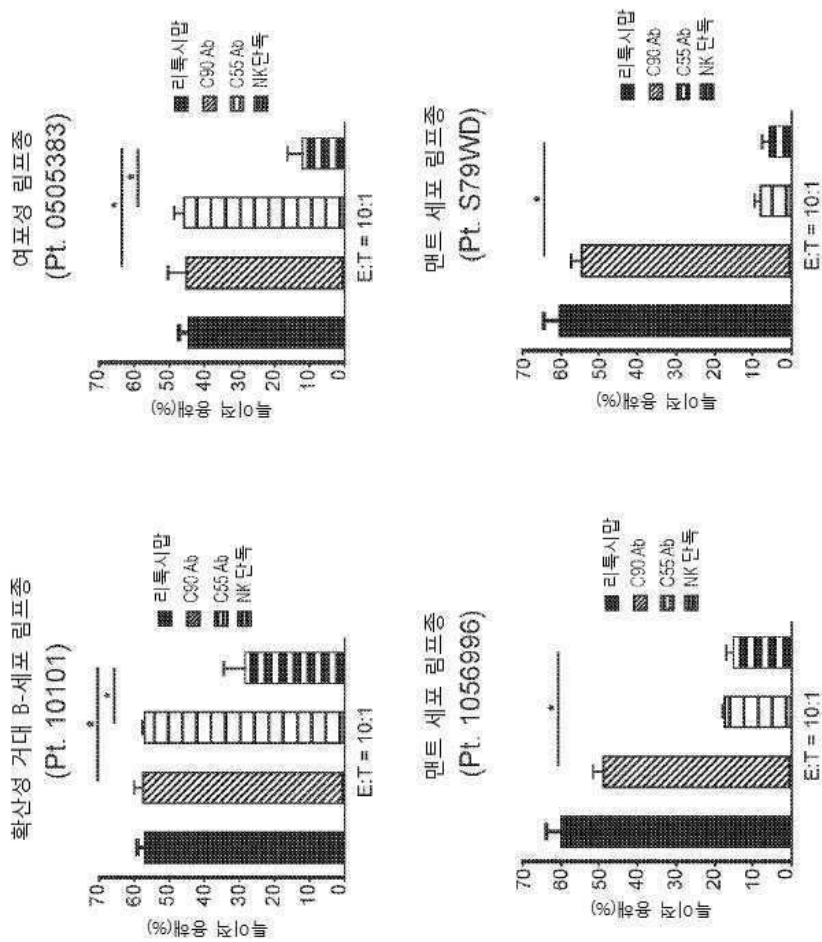 확산성 거대 B-세포 림프종
(Pt. 10101)
특이적 용해(%)
70
60
50
40
30
20
10
0
*
*
E:T = 10:1
리툭시맙
C90 Ab
C55 Ab
NK 단독
여포성 림프종
(Pt. 0505383)
특이적 용해(%)
70
60
50
40
30
20
10
0
*
*
E:T = 10:1
리툭시맙
C90 Ab
C55 Ab
NK 단독
맨트 세포 림프종
(Pt. 1056996)
특이적 용해(%)
70
60
50
40
30
20
10
0
*
E:T = 10:1
리툭시맙
C90 Ab
C55 Ab
NK 단독
맨트 세포 림프종
(Pt. S79WD)
특이적 용해(%)
70
60
50
40
30
20
10
0
*
E:T = 10:1
리툭시맙
C90 Ab
C55 Ab
NK 단독